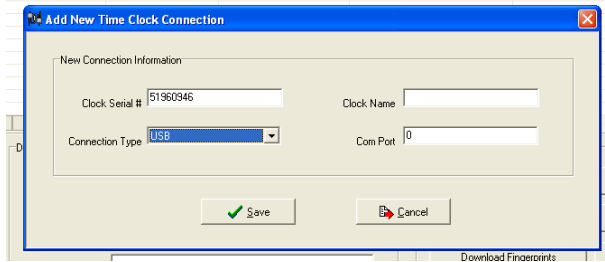 Add New Time Clock Connection
New Connection Information
Clock Serial # 51960946 Clock Name
Connection Type USB Com Port 0
Save Cancel
D
Download Fingerprints